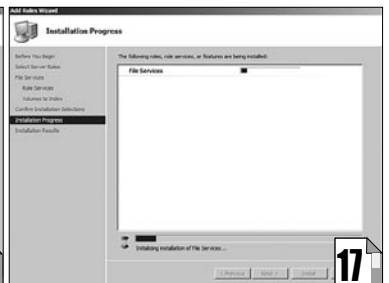 Add Roles Wizard
Installation Progress
Before You Begin
Select Server Roles
File Services
Role Services
Volumes to Index
Confirm Installation Selections
Installation Progress
Installation Results
The following roles, role services, or features are being installed:
File Services
Initializing installation of File Services ...
< Previous
Next >
Install
17